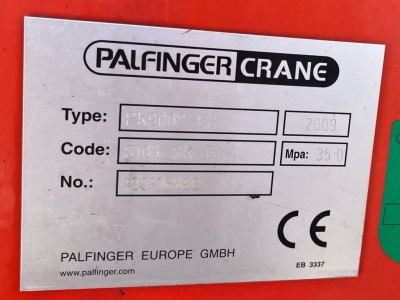 PALFINGER CRANE
Type: 2009
Code: Mpa: 35.0
No.:
CE
PALFINGER EUROPE GMBH
www.palfinger.com EB 3337